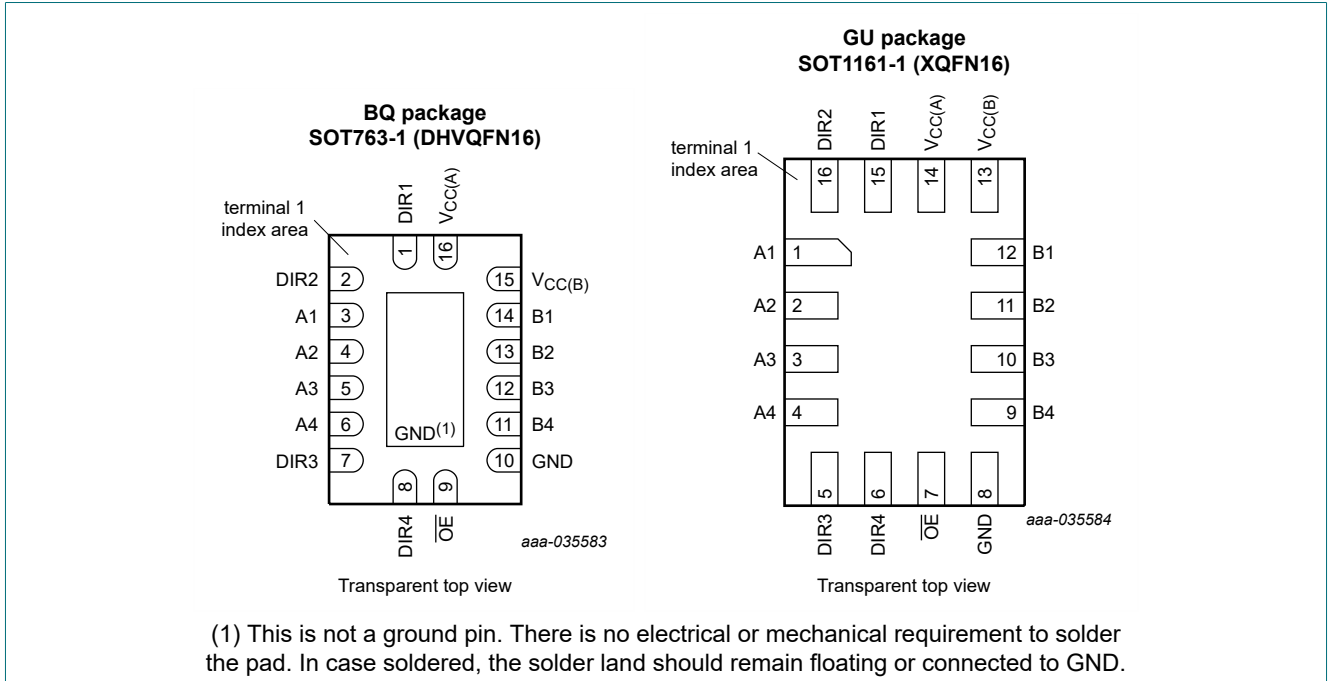 BQ package
SOT763-1 (DHVQFN16)
terminal 1
index area
DIR1
VCC(A)
1
16
DIR2 2
15 VCC(B)
A1 3
14 B1
A2 4
13 B2
A3 5
12 B3
A4 6
11 B4
GND(1)
DIR3 7
10 GND
8
9
DIR4
OE
aaa-035583
Transparent top view
GU package
SOT1161-1 (XQFN16)
terminal 1
index area
DIR2
DIR1
VCC(A)
VCC(B)
16
15
14
13
A1 1
12 B1
A2 2
11 B2
A3 3
10 B3
A4 4
9 B4
5
6
7
8
DIR3
DIR4
OE
GND
aaa-035584
Transparent top view
(1) This is not a ground pin. There is no electrical or mechanical requirement to solder
the pad. In case soldered, the solder land should remain floating or connected to GND.